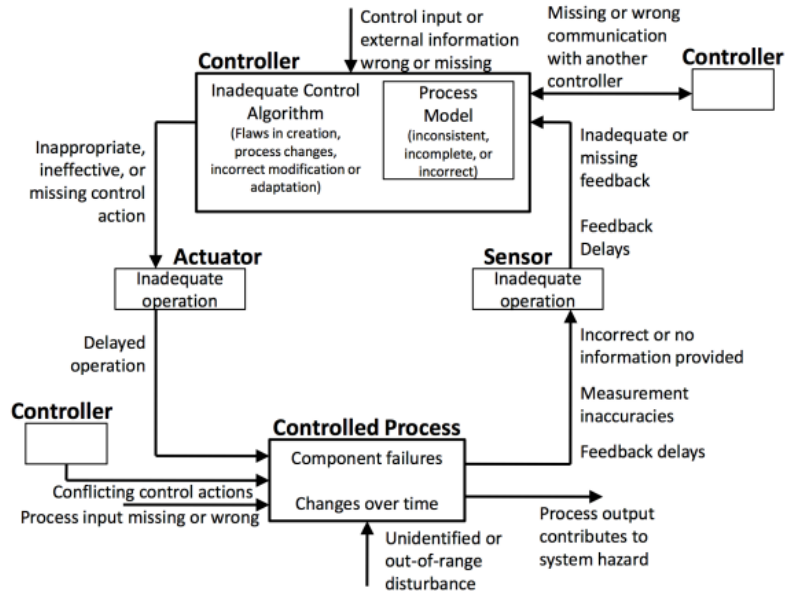 Control input or
external information
wrong or missing
Missing or wrong
communication
with another
controller
Controller
Controller
Inadequate Control
Algorithm
(Flaws in creation,
process changes,
incorrect modification or
adaptation)
Process
Model
(inconsistent,
incomplete, or
incorrect)
Inappropriate,
ineffective, or
missing control
action
Inadequate or
missing
feedback
Feedback
Delays
Actuator
Inadequate
operation
Sensor
Inadequate
operation
Delayed
operation
Incorrect or no
information provided
Measurement
inaccuracies
Feedback delays
Controller
Controlled Process
Component failures
Changes over time
Conflicting control actions
Process input missing or wrong
Unidentified or
out-of-range
disturbance
Process output
contributes to
system hazard